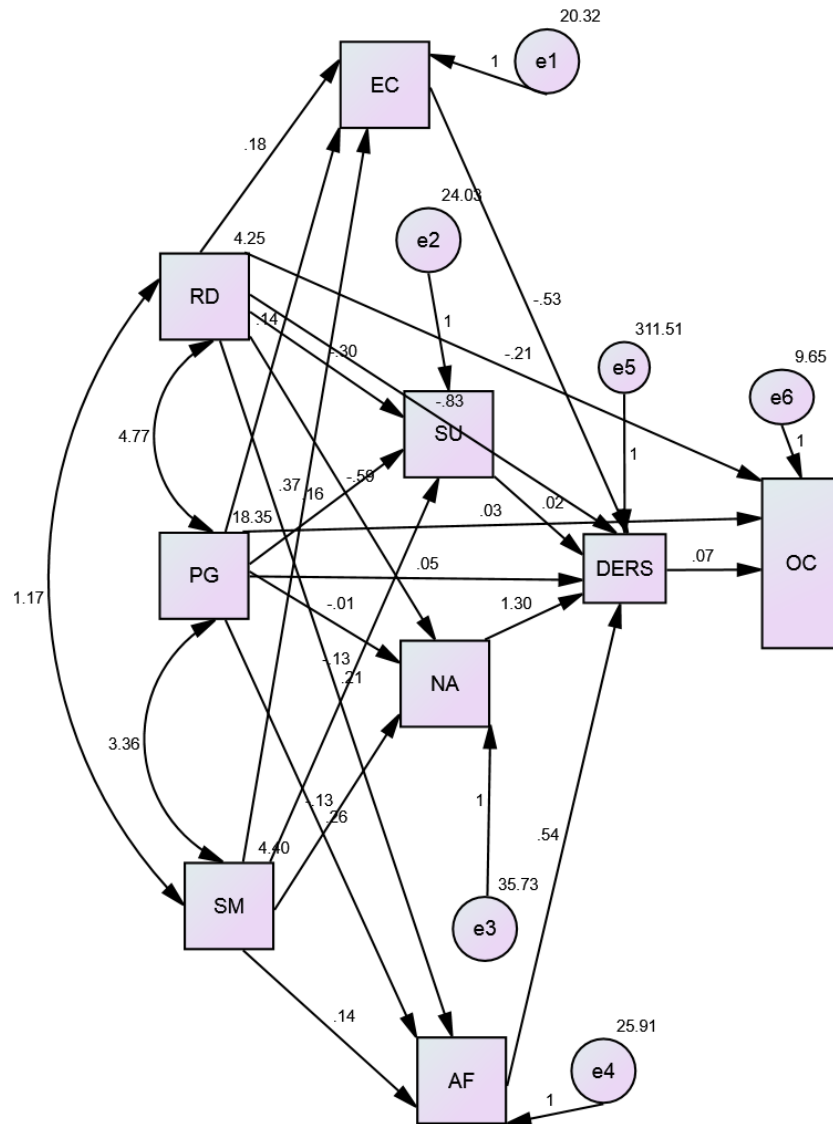 20.32
e1
1
EC
.18
24.03
4.25
e2
RD
-.53
.14
1
-.30
-.21
311.51
9.65
e5
e6
-.83
SU
4.77
1
1
.37
-.59
.16
.02
18.35
.03
OC
PG
.05
DERS
.07
1.17
-.01
1.30
NA
-.13
.21
3.36
1
-.13
.26
.54
4.40
35.73
SM
e3
.14
25.91
AF
e4
1